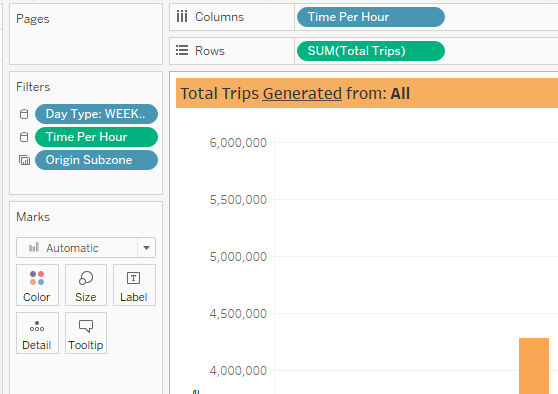 Pages
Columns
Time Per Hour
Rows
SUM(Total Trips)
Filters
Day Type: WEEK..
Time Per Hour
Origin Subzone
Marks
Automatic
Color
Size
Label
Detail
Tooltip
Total Trips Generated from: All
6,000,000
5,500,000
5,000,000
4,500,000
4,000,000